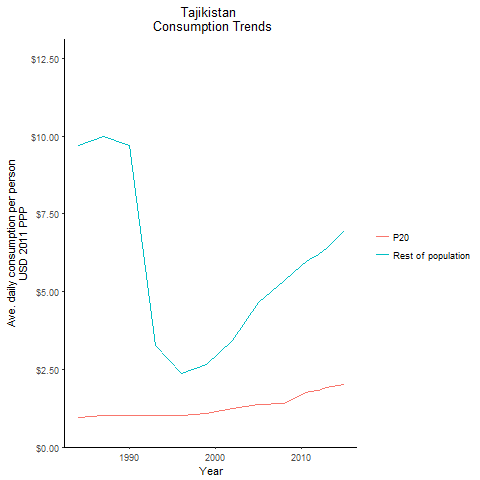 Tajikistan
Consumption Trends
Ave. daily consumption per person
USD 2011 PPP
$12.50
$10.00
$7.50
$5.00
$2.50
$0.00
1990
2000
2010
Year
P20
Rest of population